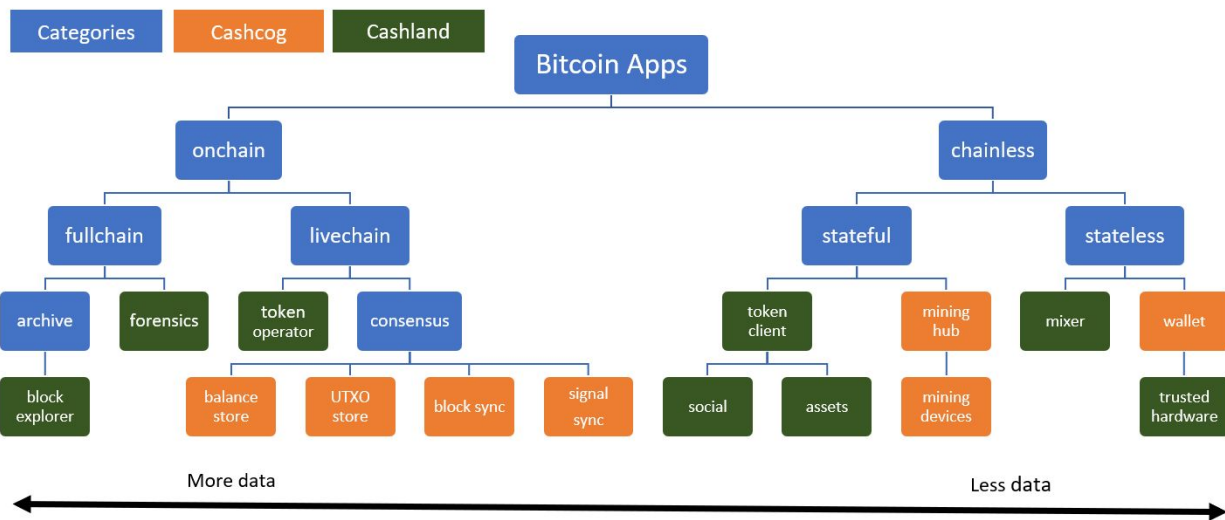 Categories
Cashcog
Cashland
Bitcoin Apps
onchain
chainless
fullchain
livechain
stateful
stateless
archive
forensics
token
operator
consensus
token
client
mining
hub
mixer
wallet
block
explorer
balance
store
UTXO
store
block sync
signal
sync
social
assets
mining
devices
trusted
hardware
More data
Less data